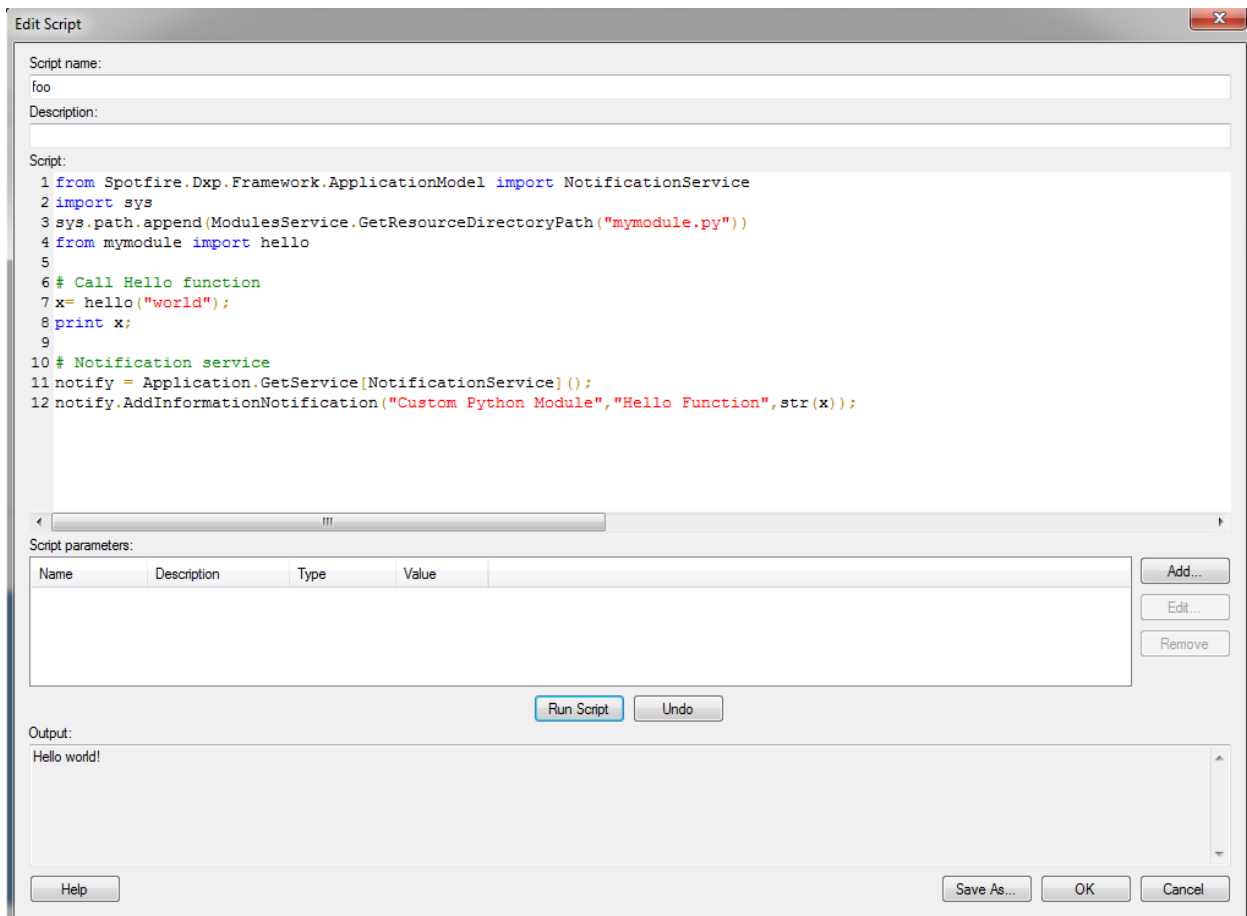 Edit Script
x
Script name:
foo
Description:
Script:
1 from Spotfire.Dxp.Framework.ApplicationModel import NotificationService
2 import sys
3 sys.path.append(ModulesService.GetResourceDirectoryPath("mymodule.py"))
4 from mymodule import hello
5
6 # Call Hello function
7 x= hello("world");
8 print x;
9
10 # Notification service
11 notify = Application.GetService[NotificationService]();
12 notify.AddInformationNotification("Custom Python Module","Hello Function",str(x));
Script parameters:
Name Description Type Value
Add...
Edit...
Remove
Run Script Undo
Output:
Hello world!
Help Save As... OK Cancel